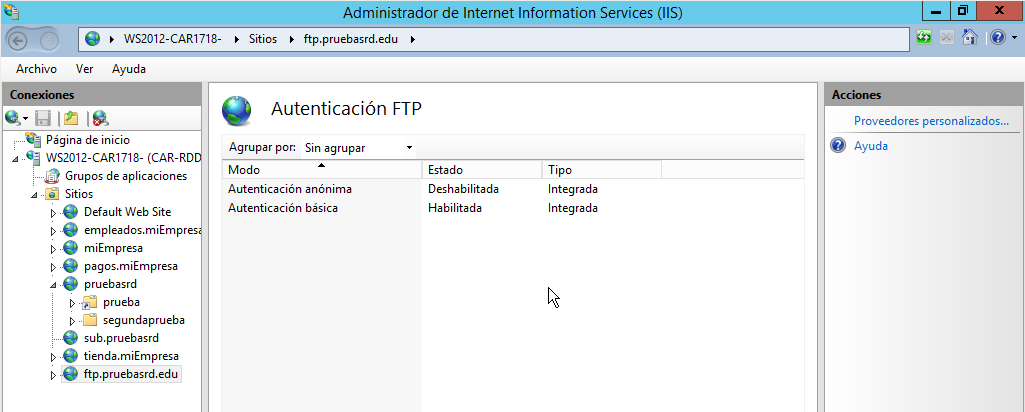 Administrador de Internet Information Services (IIS)
WS2012-CAR1718- Sitios ftp.pruebasrd.edu
Archivo Ver Ayuda
Conexiones
Página de inicio
WS2012-CAR1718- (CAR-RDD
Grupos de aplicaciones
Sitios
Default Web Site
empleados.miEmpresa
miEmpresa
pagos.miEmpresa
pruebasrd
prueba
segundaprueba
sub.pruebasrd
tienda.miEmpresa
ftp.pruebasrd.edu
Autenticación FTP
Agrupar por: Sin agrupar
Modo Estado Tipo
Autenticación anónima Deshabilitada Integrada
Autenticación básica Habilitada Integrada
Acciones
Proveedores personalizados...
Ayuda